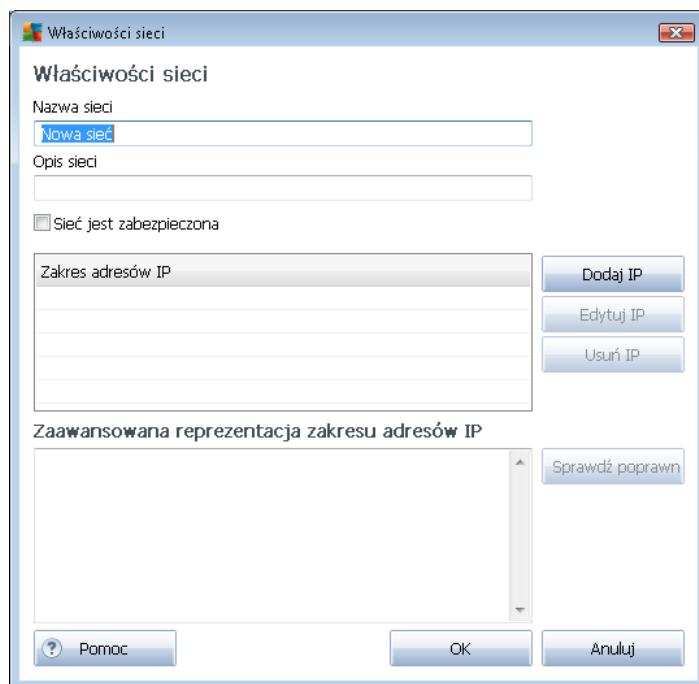 Właściwości sieci
Właściwości sieci
Nazwa sieci
Nowa sieć
Opis sieci
Sieć jest zabezpieczona
Zakres adresów IP
Dodaj IP
Edytuj IP
Usuń IP
Zaawansowana reprezentacja zakresu adresów IP
Sprawdź poprawn
? Pomoc
OK
Anuluj